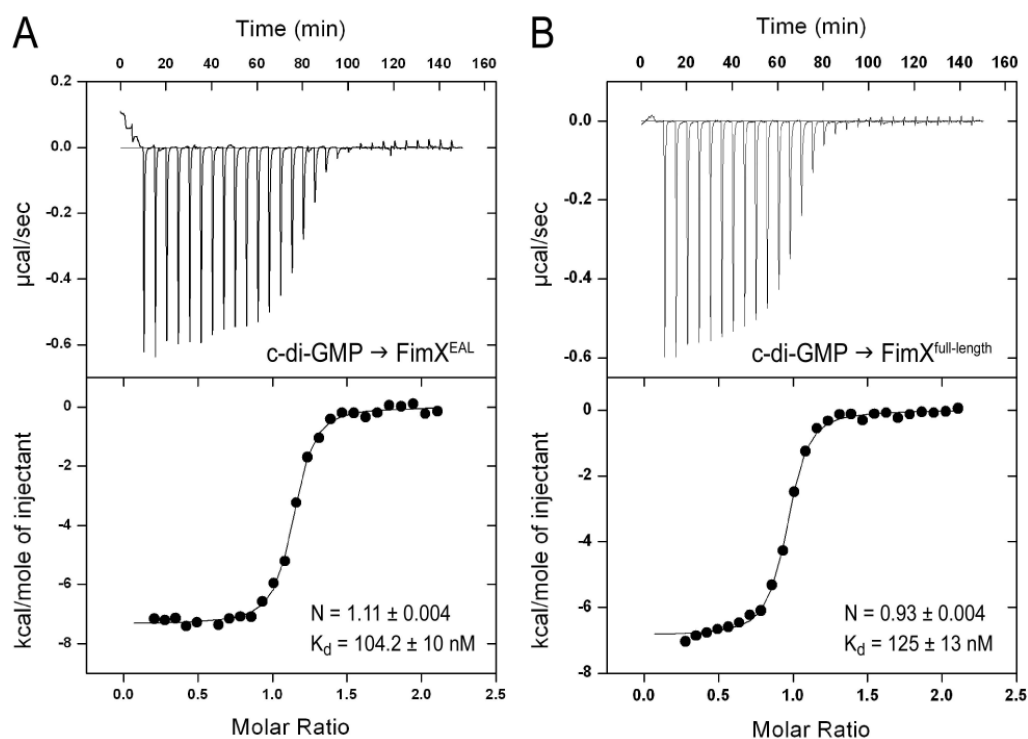 A
Time (min)
0 20 40 60 80 100 120 140 160
0.2
0.0
-0.2
-0.4
-0.6
µcal/sec
c-di-GMP → FimX^EAL
0
-2
-4
-6
-8
kcal/mole of injectant
N = 1.11 ± 0.004
K_d = 104.2 ± 10 nM
0.0 0.5 1.0 1.5 2.0 2.5
Molar Ratio
B
Time (min)
0 20 40 60 80 100 120 140 160
0.0
-0.2
-0.4
-0.6
µcal/sec
c-di-GMP → FimX^full-length
0
-2
-4
-6
-8
kcal/mole of injectant
N = 0.93 ± 0.004
K_d = 125 ± 13 nM
0.0 0.5 1.0 1.5 2.0 2.5
Molar Ratio